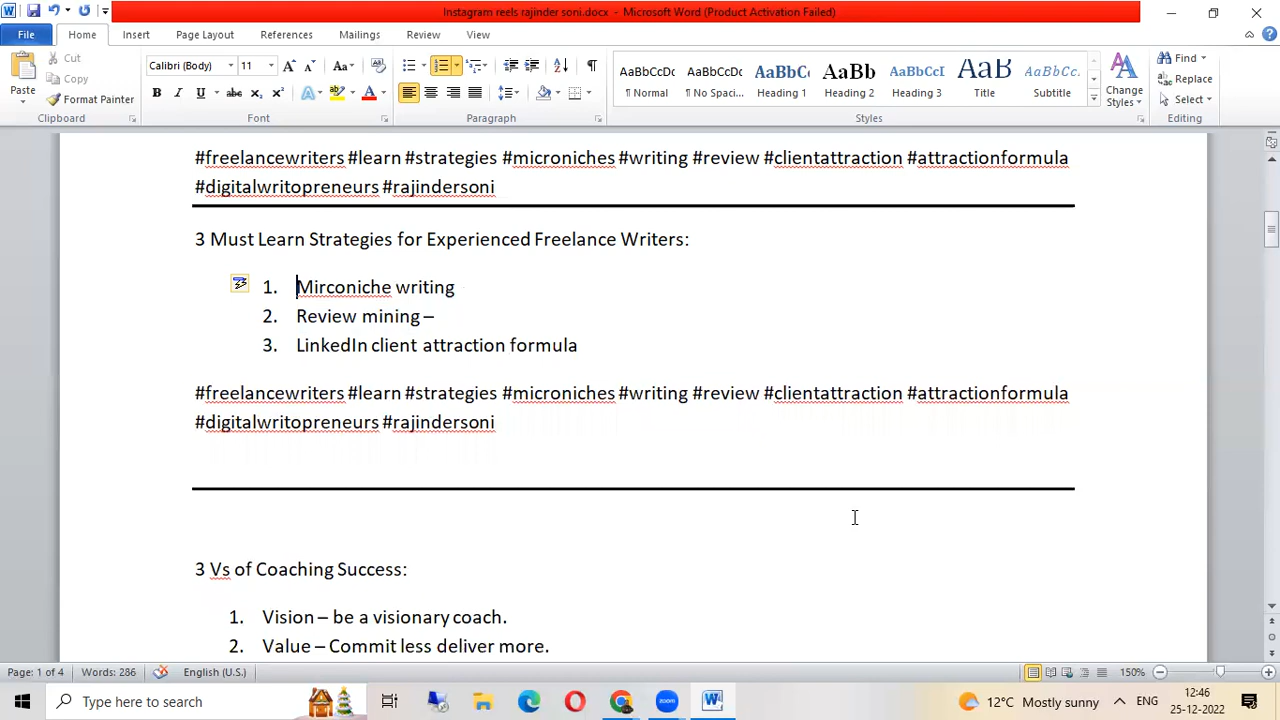 Instagram reels rajinder soni.docx - Microsoft Word (Product Activation Failed)
File Home Insert Page Layout References Mailings Review View
Paste Cut Copy Format Painter
Calibri (Body) 11
AaBbCcDc AaBbCcDc AaBbCc AaBbCc AaBbCcI AaB AaBbCcL
¶ Normal ¶ No Spaci... Heading 1 Heading 2 Heading 3 Title Subtitle
Change Styles
Find Replace Select
Clipboard Font Paragraph Styles Editing
#freelancewriters #learn #strategies #microniches #writing #review #clientattraction #attractionformula
#digitalwritopreneurs #rajindersoni
3 Must Learn Strategies for Experienced Freelance Writers:
1. Mirconiche writing
2. Review mining –
3. LinkedIn client attraction formula
#freelancewriters #learn #strategies #microniches #writing #review #clientattraction #attractionformula
#digitalwritopreneurs #rajindersoni
3 Vs of Coaching Success:
1. Vision – be a visionary coach.
2. Value – Commit less deliver more.
Page: 1 of 4 Words: 286 English (U.S.) 150%
Type here to search 12°C Mostly sunny ENG 12:46
25-12-2022